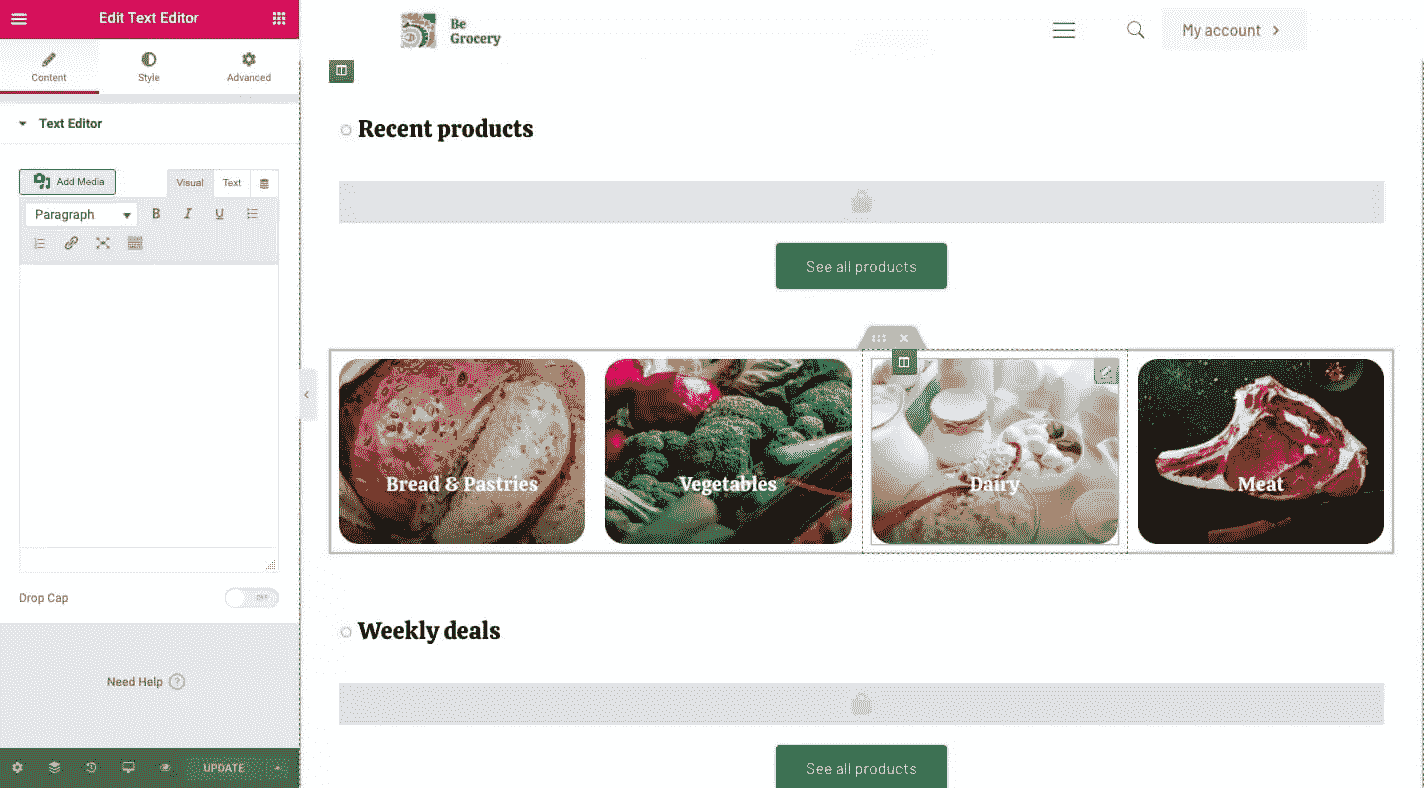 Edit Text Editor
Content
Style
Advanced
Text Editor
Add Media
Visual
Text
Paragraph
B
I
U
Drop Cap
OFF
Need Help
UPDATE
Be
Grocery
My account
Recent products
See all products
Bread & Pastries
Vegetables
Dairy
Meat
Weekly deals
See all products